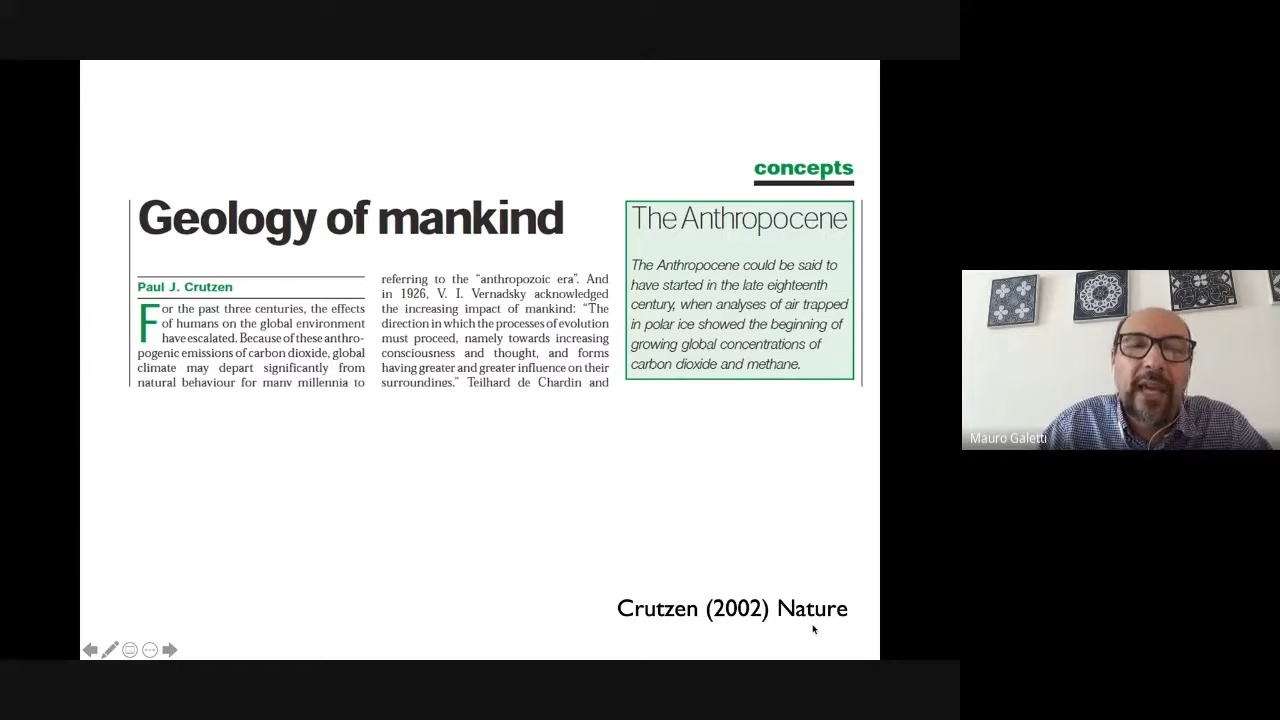 concepts
Geology of mankind
Paul J. Crutzen
For the past three centuries, the effects
of humans on the global environment
have escalated. Because of these anthro-
pogenic emissions of carbon dioxide, global
climate may depart significantly from
natural behaviour for many millennia to
referring to the “anthropozoic era”. And
in 1926, V. I. Vernadsky acknowledged
the increasing impact of mankind: “The
direction in which the processes of evolution
must proceed, namely towards increasing
consciousness and thought, and forms
having greater and greater influence on their
surroundings.” Teilhard de Chardin and
The Anthropocene
The Anthropocene could be said to
have started in the late eighteenth
century, when analyses of air trapped
in polar ice showed the beginning of
growing global concentrations of
carbon dioxide and methane.
Crutzen (2002) Nature
Mauro Galetti